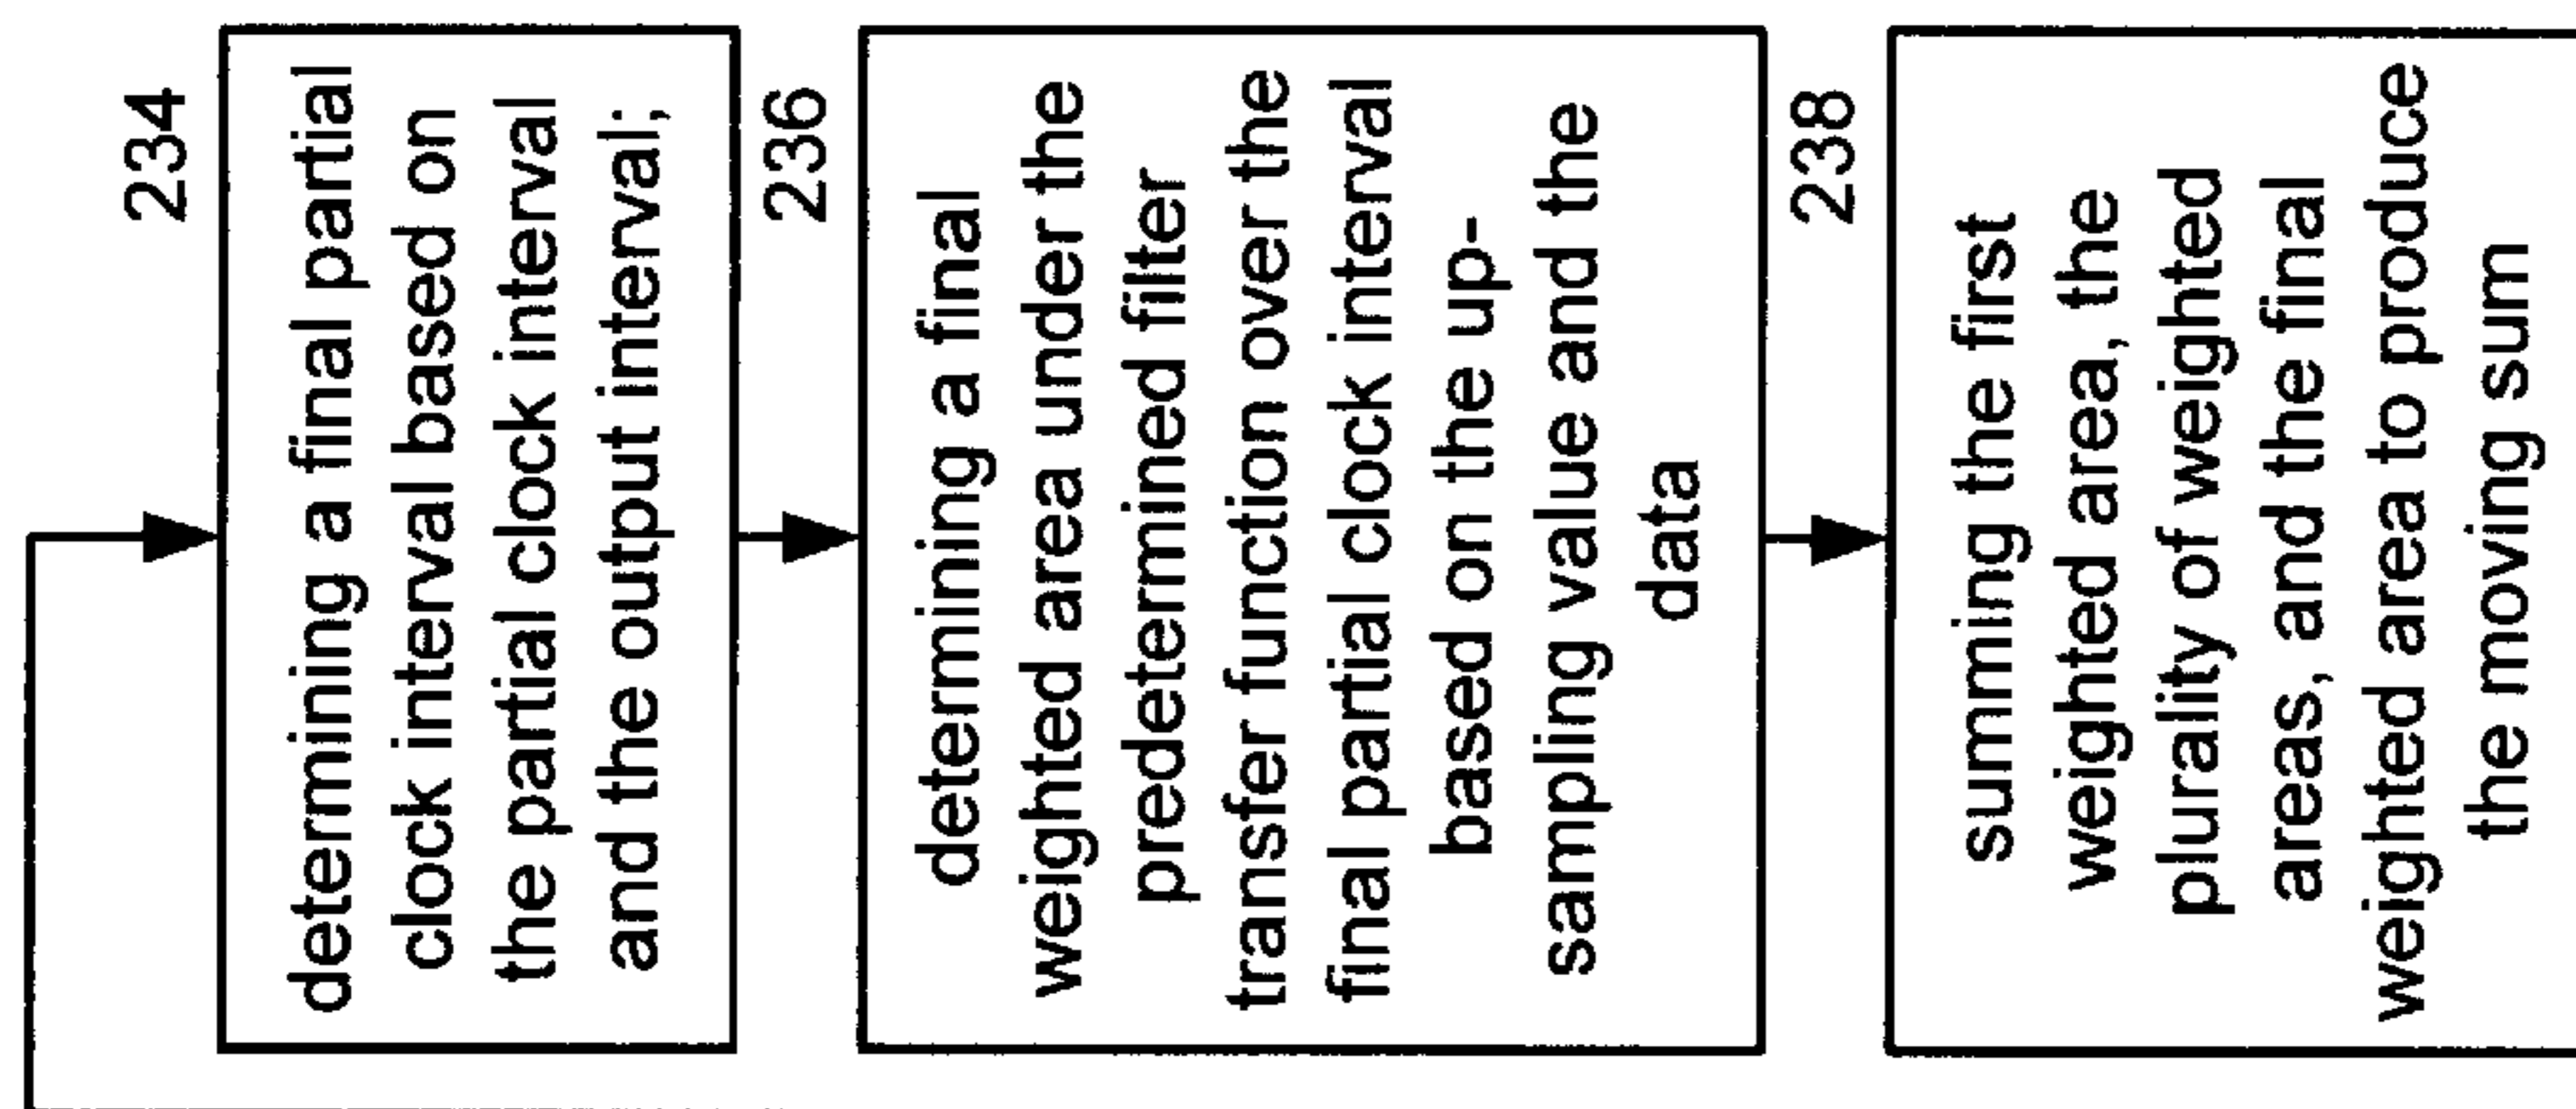 234
determining a final partial
clock interval based on
the partial clock interval
and the output interval;
236
determining a final
weighted area under the
predetermined filter
transfer function over the
final partial clock interval
based on the up-
sampling value and the
data
238
summing the first
weighted area, the
plurality of weighted
areas, and the final
weighted area to produce
the moving sum